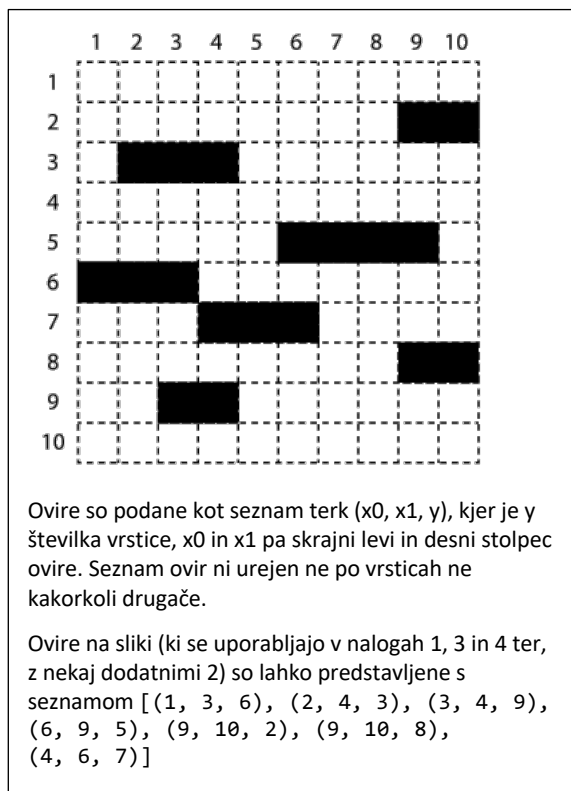 1 2 3 4 5 6 7 8 9 10
1
2
3
4
5
6
7
8
9
10
Ovire so podane kot seznam terk (x0, x1, y), kjer je y
številka vrstice, x0 in x1 pa skrajni levi in desni stolpec
ovire. Seznam ovir ni urejen ne po vrsticah ne
kakorkoli drugače.
Ovire na sliki (ki se uporabljajo v nalogah 1, 3 in 4 ter,
z nekaj dodatnimi 2) so lahko predstavljene s
seznamom [(1, 3, 6), (2, 4, 3), (3, 4, 9),
(6, 9, 5), (9, 10, 2), (9, 10, 8),
(4, 6, 7)]